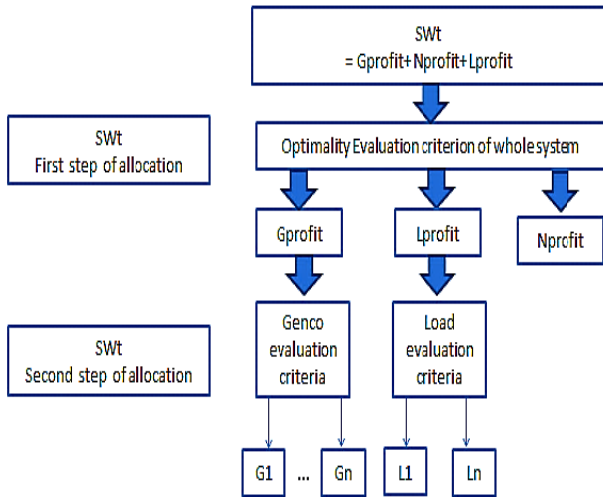 SWt
= Gprofit+ Nprofit+ Lprofit
SWt
First step of allocation
Optimality Evaluation criterion of whole system
Gprofit
Lprofit
Nprofit
SWt
Second step of allocation
Genco
evaluation
criteria
Load
evaluation
criteria
G1 ... Gn L1 Ln